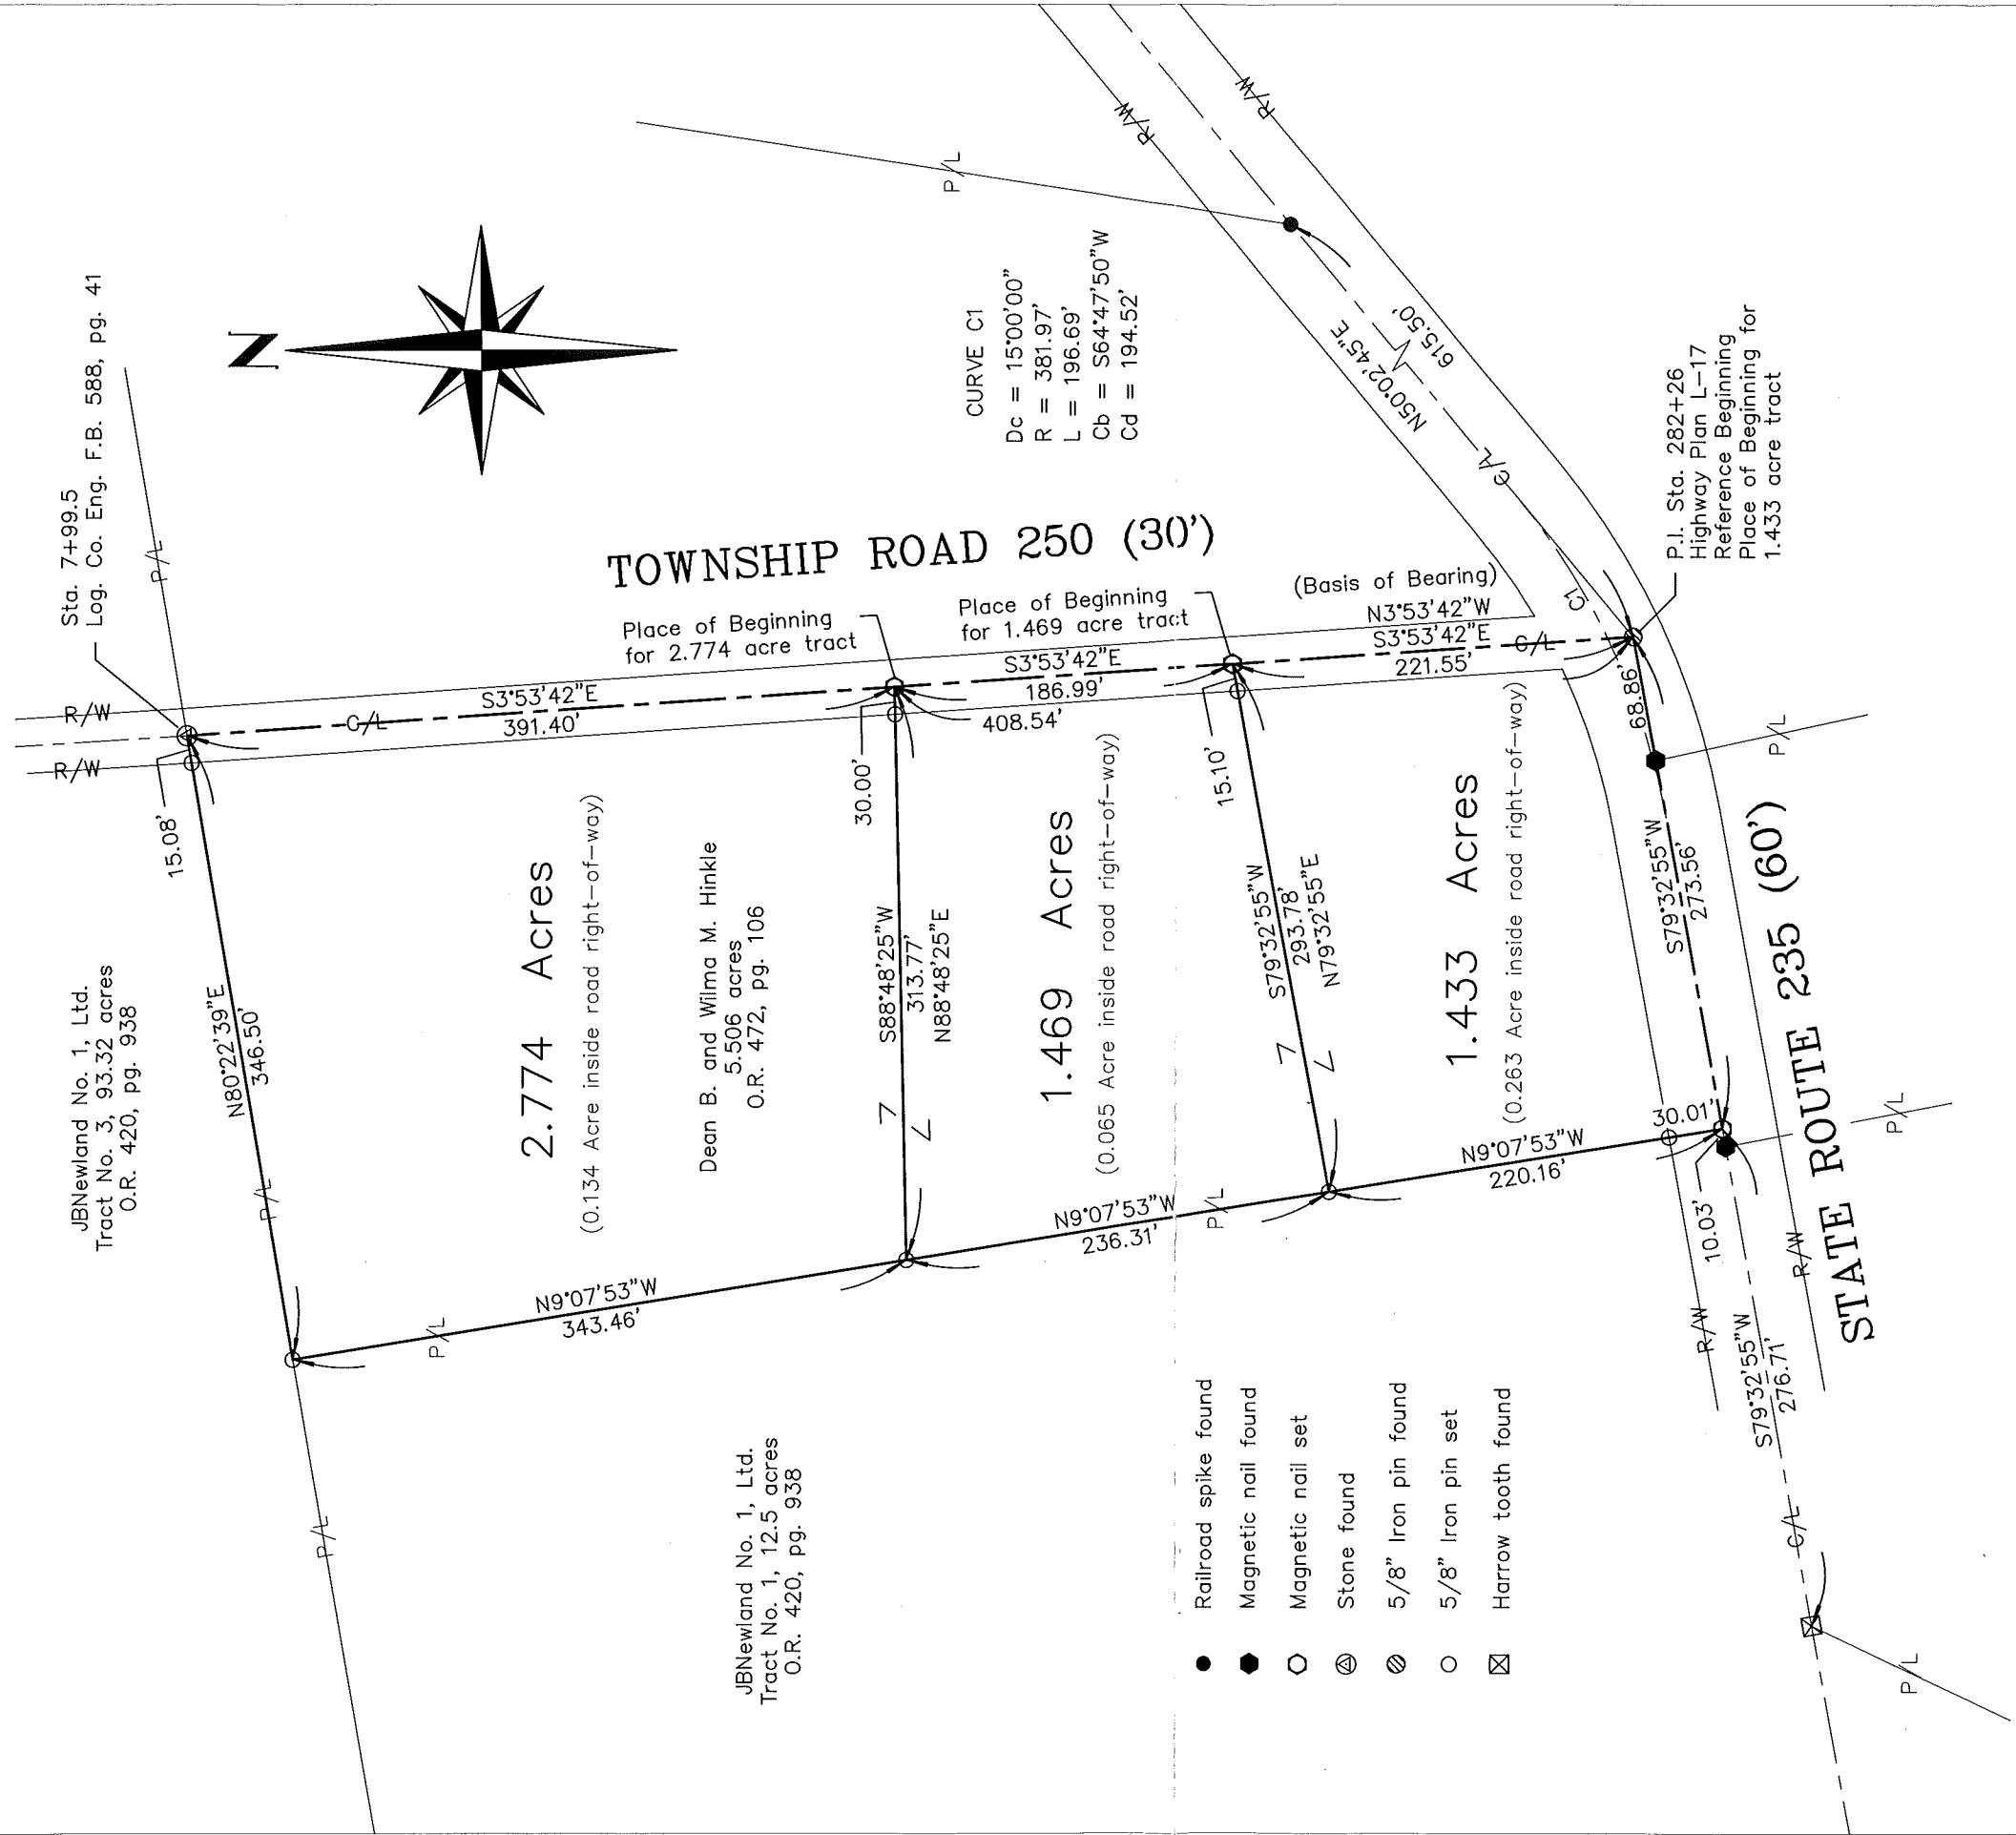 Sta. 7+99.5
Log. Co. Eng. F.B. 588, pg. 41
N
P/L
R/W
R/W
C/L
15.08'
JBNewland No. 1, Ltd.
Tract No. 3, 93.32 acres
O.R. 420, pg. 938
N80°22'39"E
346.50'
P/L
P/L
S3°53'42"E
391.40'
2.774 Acres
(0.134 Acre inside road right-of-way)
Dean B. and Wilma M. Hinkle
5.506 acres
O.R. 472, pg. 106
TOWNSHIP ROAD 250 (30')
Place of Beginning
for 2.774 acre tract
Place of Beginning
for 1.469 acre tract
(Basis of Bearing)
N3°53'42"W
S3°53'42"E
186.99'
408.54'
S3°53'42"E
C/L
221.55'
30.00'
15.10'
S88°48'25"W
313.77'
N88°48'25"E
1.469 Acres
(0.065 Acre inside road right-of-way)
S79°32'55"W
293.78'
N79°32'55"E
1.433 Acres
(0.263 Acre inside road right-of-way)
N9°07'53"W
343.46'
P/L
N9°07'53"W
236.31'
P/L
N9°07'53"W
220.16'
30.01'
10.03'
CURVE C1
Dc = 15°00'00"
R = 381.97'
L = 196.69'
Cb = S64°47'50"W
Cd = 194.52'
P/L
R/W
R/W
N50°02'45"E
615.50'
C/L
C1
P.I. Sta. 282+26
Highway Plan L-17
Reference Beginning
Place of Beginning for
1.433 acre tract
68.86'
S79°32'55"W
273.56'
P/L
P/L
STATE ROUTE 235 (60')
R/W
R/W
S79°32'55"W
276.71'
C/L
P/L
JBNewland No. 1, Ltd.
Tract No. 1, 12.5 acres
O.R. 420, pg. 938
Railroad spike found
Magnetic nail found
Magnetic nail set
Stone found
5/8" Iron pin found
5/8" Iron pin set
Harrow tooth found